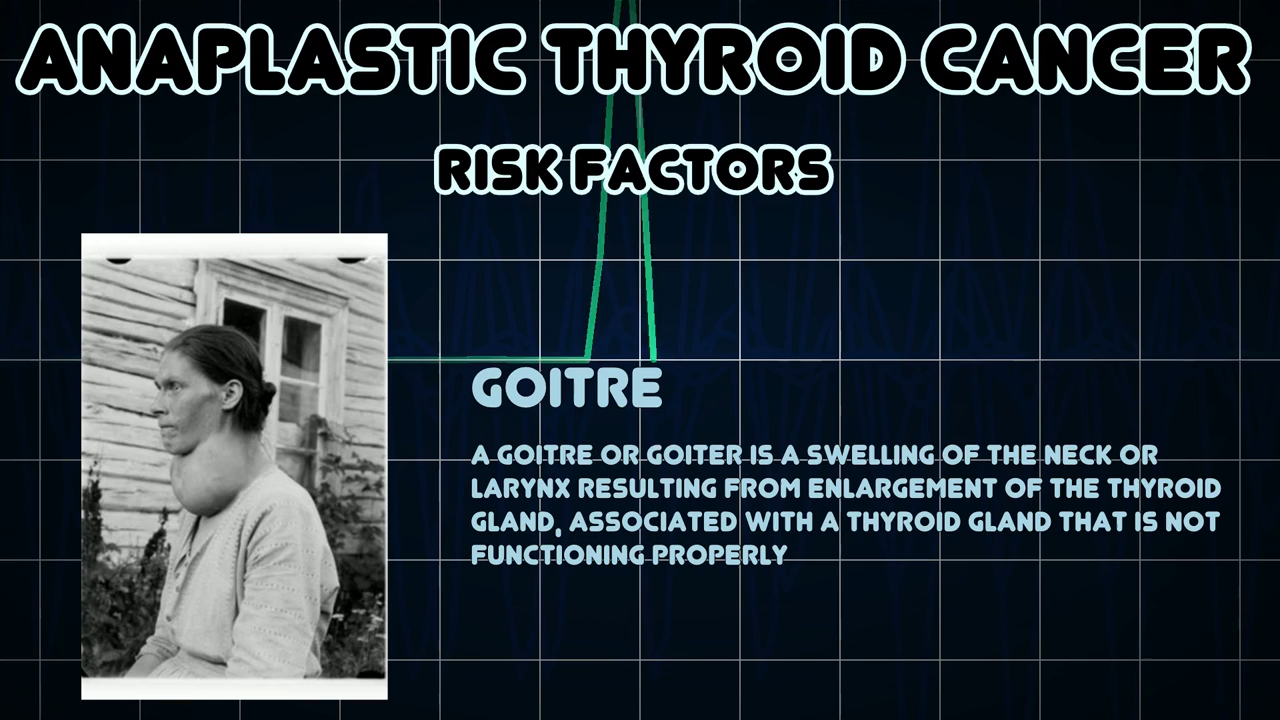 ANAPLASTIC THYROID CANCER
RISK FACTORS
GOITRE
A GOITRE OR GOITER IS A SWELLING OF THE NECK OR
LARYNX RESULTING FROM ENLARGEMENT OF THE THYROID
GLAND, ASSOCIATED WITH A THYROID GLAND THAT IS NOT
FUNCTIONING PROPERLY